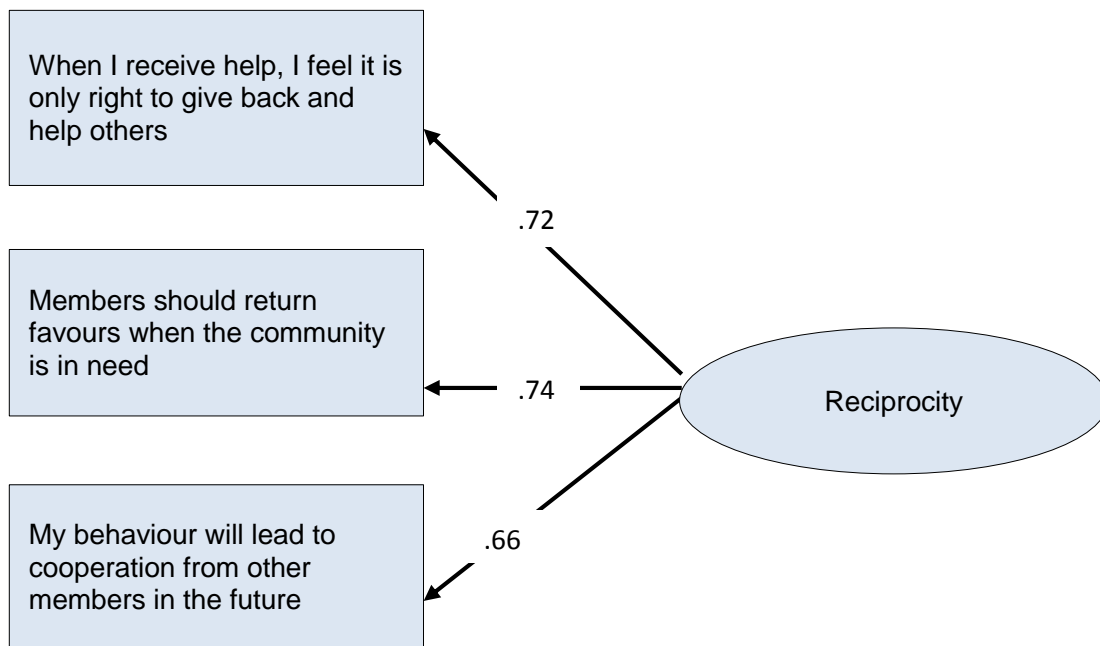 When I receive help, I feel it is
only right to give back and
help others
.72
Members should return
favours when the community
is in need
.74
Reciprocity
My behaviour will lead to
cooperation from other
members in the future
.66